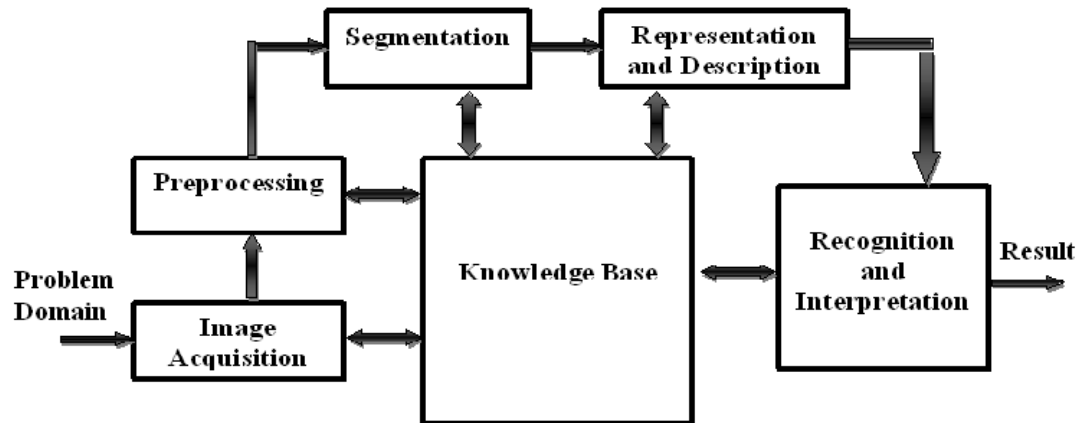 Segmentation
Representation
and Description
Preprocessing
Knowledge Base
Recognition
and
Interpretation
Result
Problem
Domain
Image
Acquisition